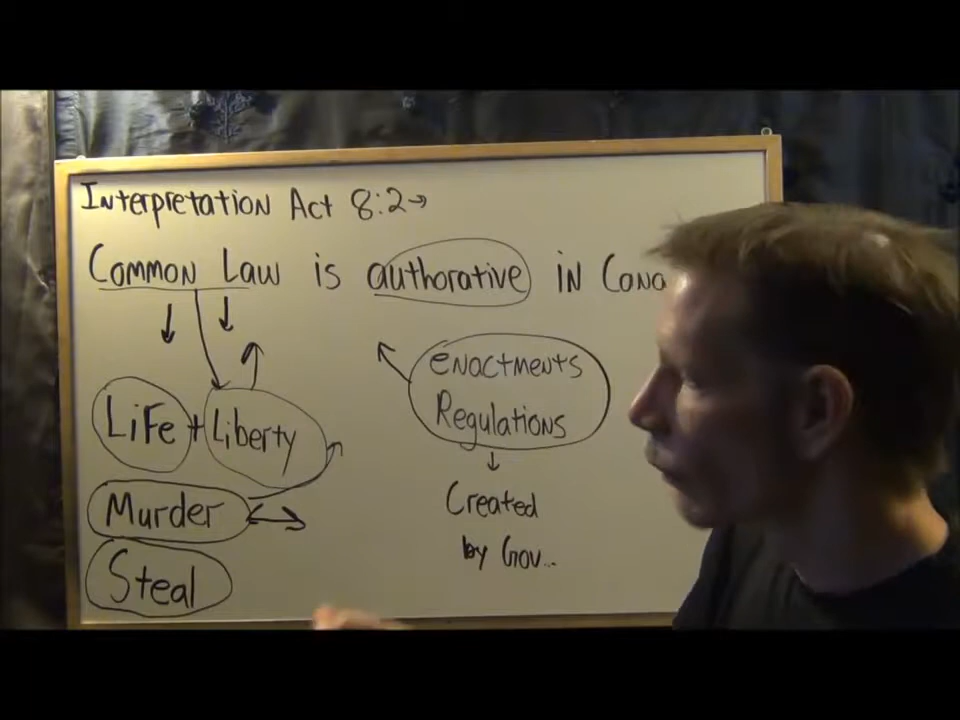 Interpretation Act 8:2→
Common Law is authorative in Cana
enactments
Regulations
Life + Liberty
Murder
Steal
Created
by Gov...